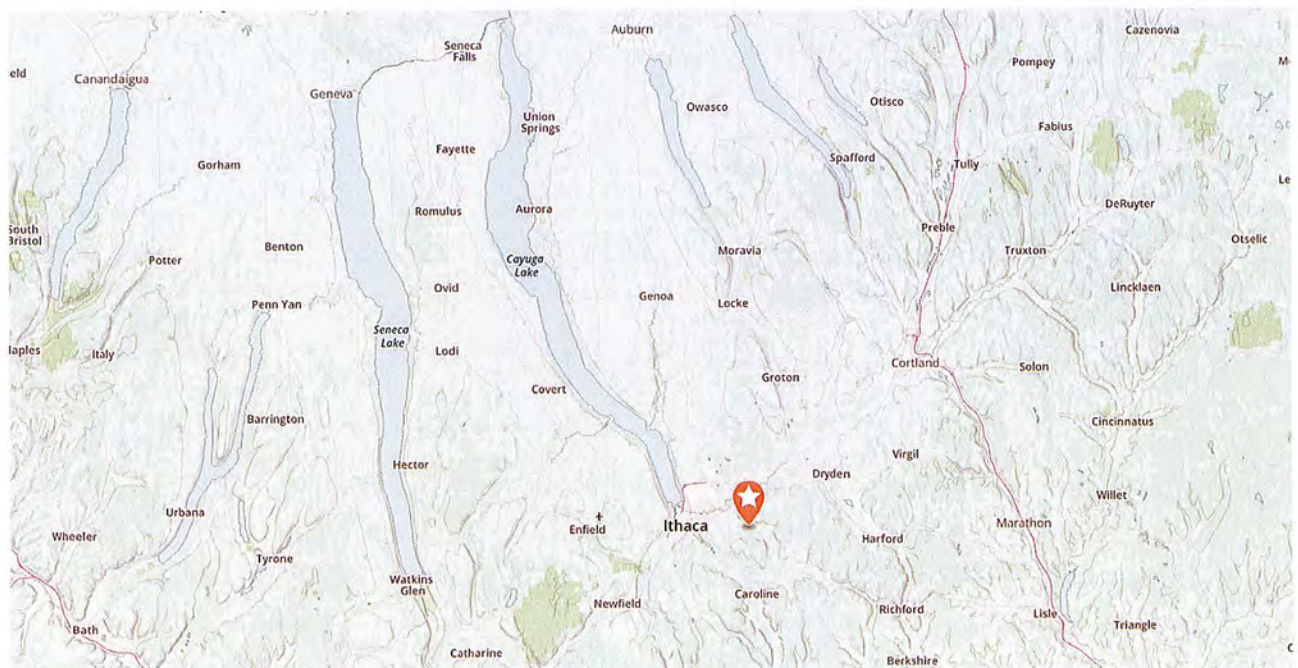 Auburn
Cazenovia
Seneca
Falls
Canandaigua
Pompey
Geneva
Owasco
Otisco
Union
Springs
Fabius
Fayette
Spafford
Tully
Gorham
Romulus
Aurora
DeRuyter
South
Bristol
Preble
Benton
Moravia
Truxton
Otselic
Potter
Cayuga
Lake
Ovid
Genoa
Locke
Lincklaen
Penn Yan
Seneca
Lake
Italy
Lodi
Cortland
Solon
Groton
Covert
Barrington
Cincinnatus
Virgil
Hector
Dryden
Willet
Urbana
Enfield
Ithaca
Marathon
Wheeler
Harford
Tyrone
Watkins
Glen
Caroline
Newfield
Richford
Lisle
Bath
Triangle
Catharine
Berkshire